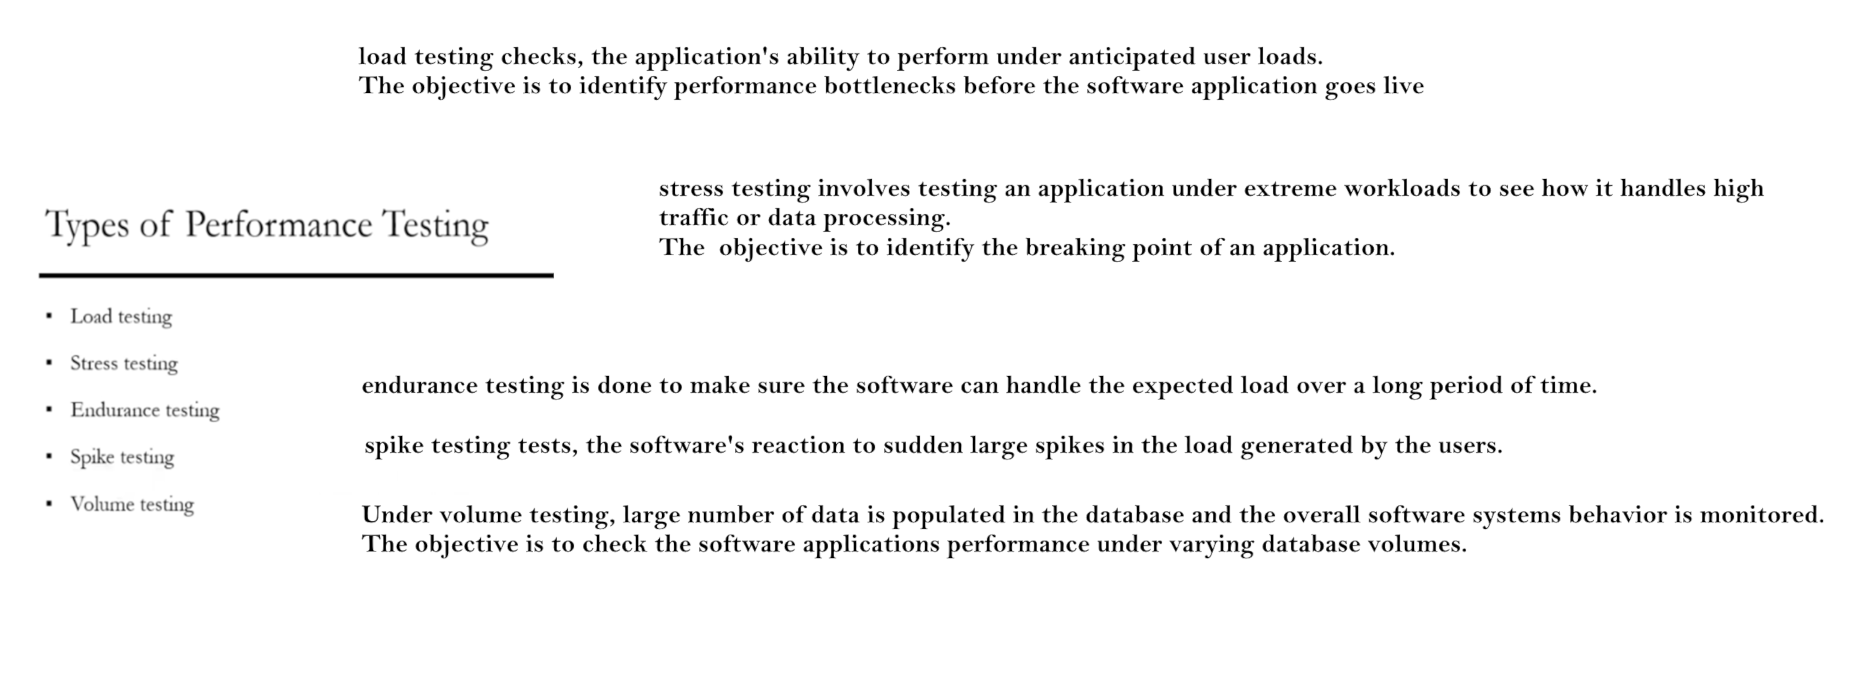 load testing checks, the application's ability to perform under anticipated user loads.
The objective is to identify performance bottlenecks before the software application goes live
stress testing involves testing an application under extreme workloads to see how it handles high
traffic or data processing.
The  objective is to identify the breaking point of an application.
Types of Performance Testing
▪ Load testing
▪ Stress testing
▪ Endurance testing
▪ Spike testing
▪ Volume testing
endurance testing is done to make sure the software can handle the expected load over a long period of time.
spike testing tests, the software's reaction to sudden large spikes in the load generated by the users.
Under volume testing, large number of data is populated in the database and the overall software systems behavior is monitored.
The objective is to check the software applications performance under varying database volumes.